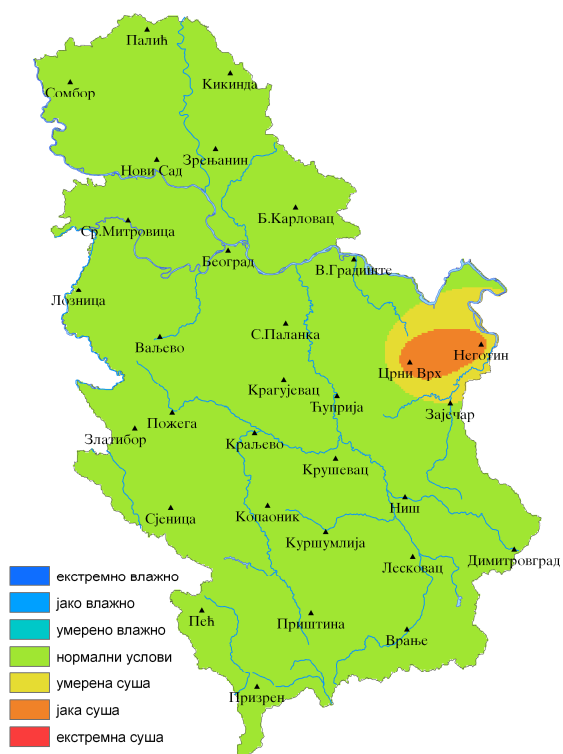 Палић
Кикинда
Сомбор
Зрењанин
Нови Сад
Б.Карловац
Ср.Митровица
Београд
В.Градиште
Лозница
С.Паланка
Ваљево
Неготин
Црни Врх
Крагујевац
Ћуприја
Зајечар
Пожега
Златибор
Краљево
Крушевац
Ниш
Сјеница
Копаоник
Куршумлија
Димитровград
Лесковац
Пећ
Приштина
Врање
Призрен
екстремно влажно
јако влажно
умерено влажно
нормални услови
умерена суша
јака суша
екстремна суша